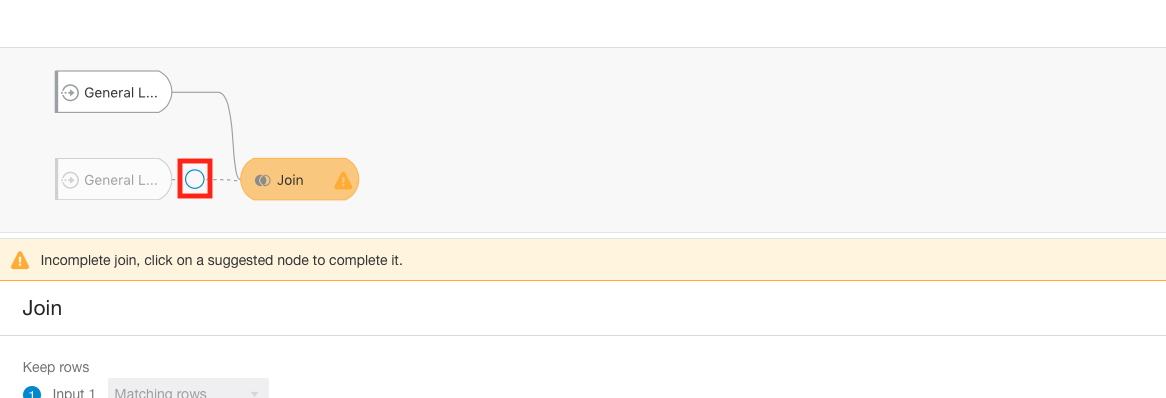 General L...
General L...
Join
Incomplete join, click on a suggested node to complete it.
Join
Keep rows
1 Input 1 Matching rows